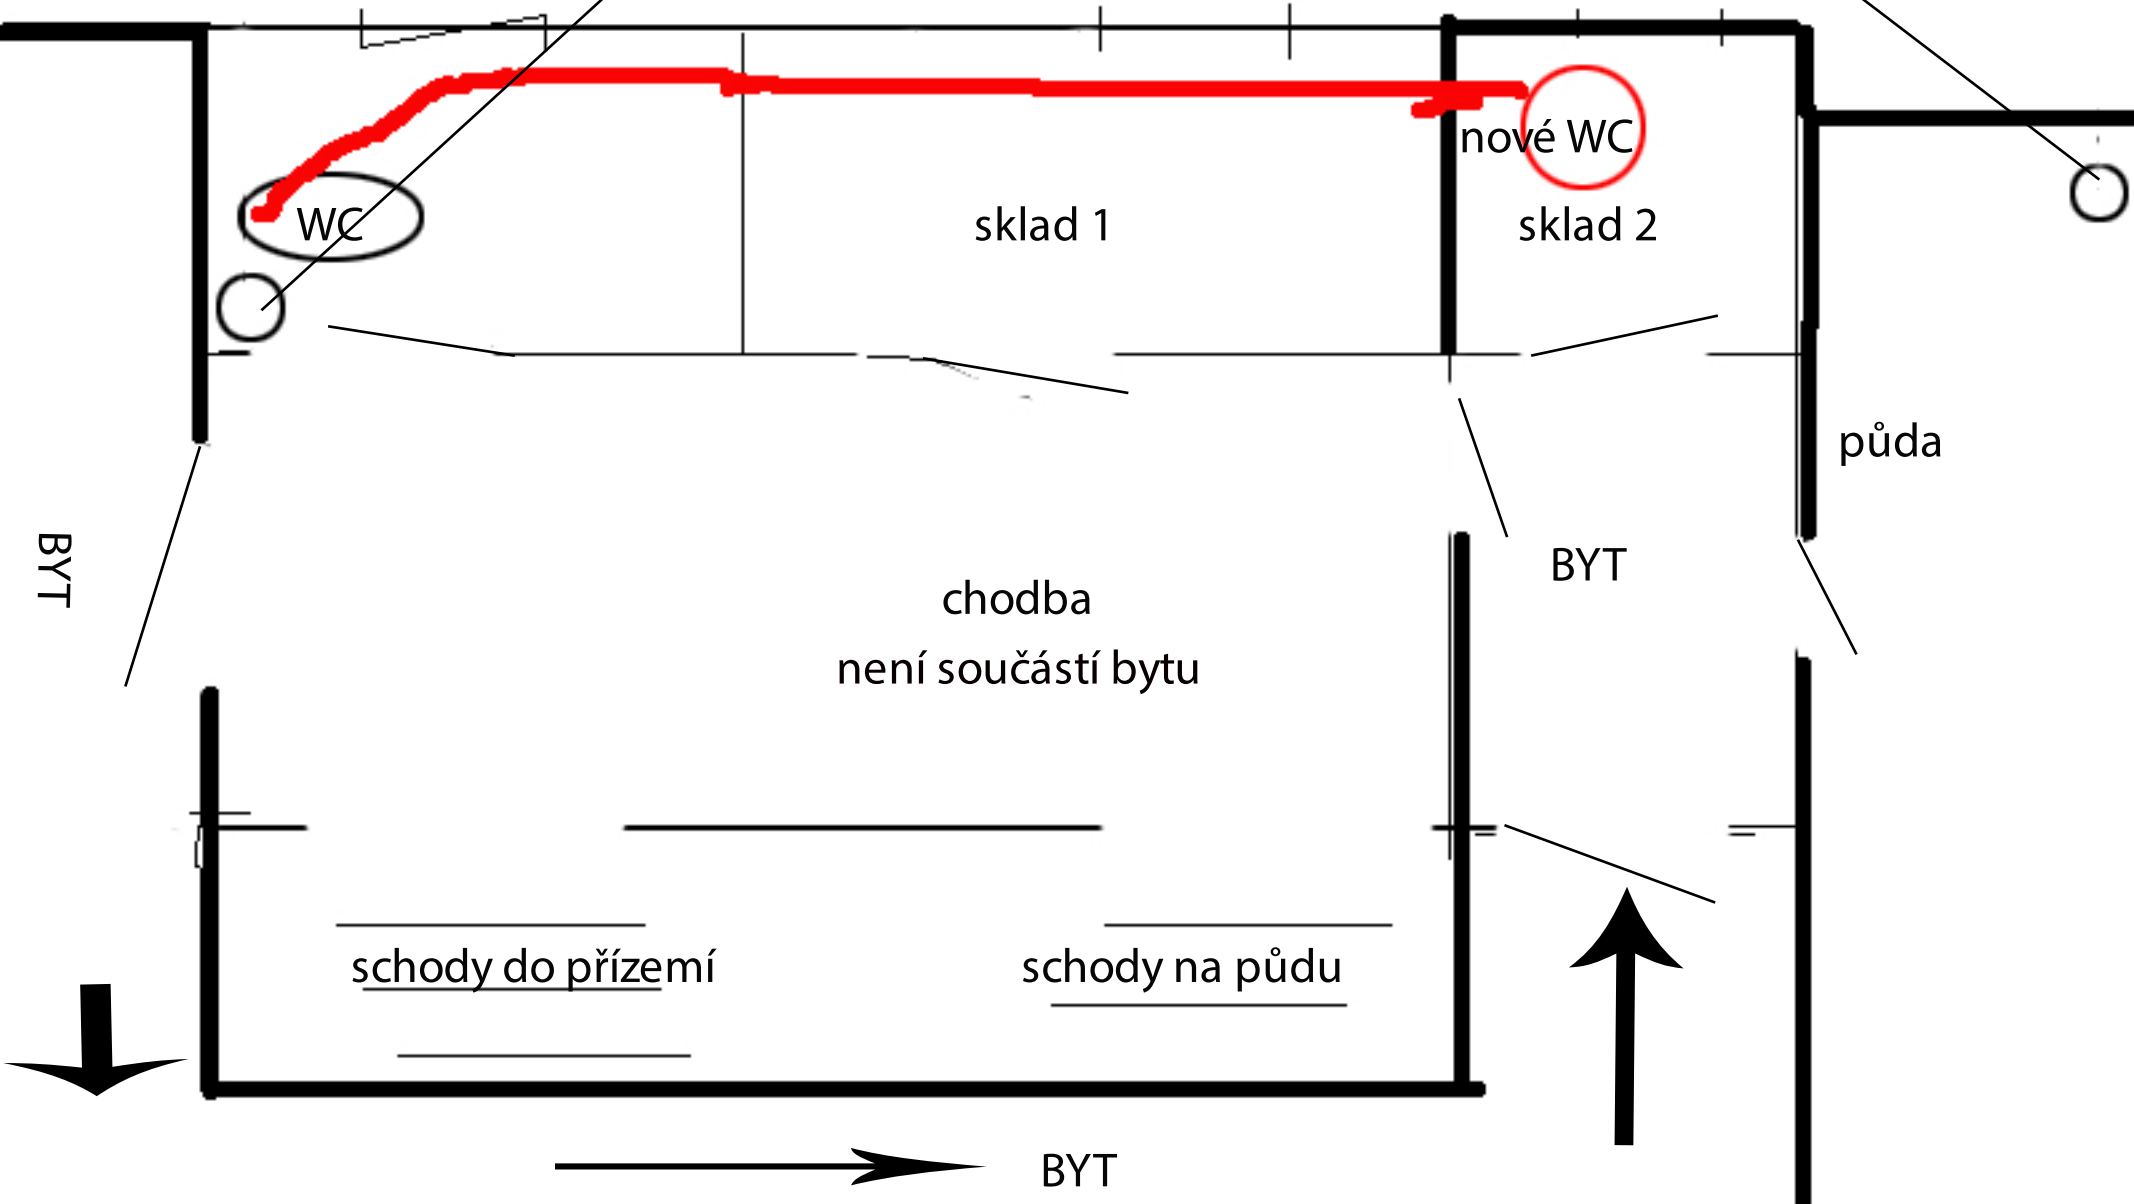 nové WC
WC
sklad 1
sklad 2
půda
BYT
BYT
chodba
není součástí bytu
schody do přízemí
schody na půdu
BYT